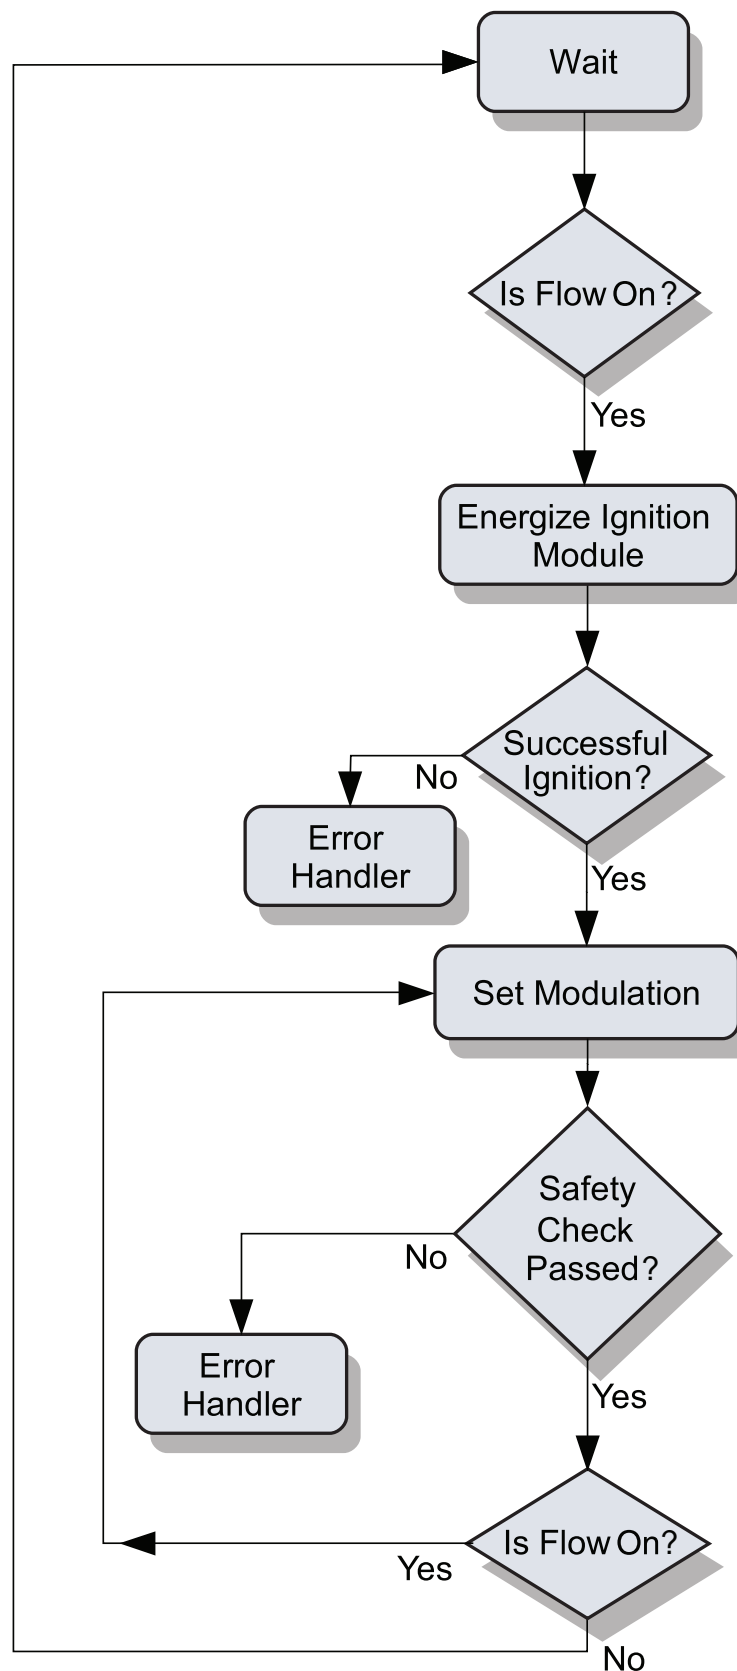 Wait
Is Flow On?
Yes
Energize Ignition
Module
Successful
Ignition?
No
Error
Handler
Yes
Set Modulation
Safety
Check
Passed?
No
Error
Handler
Yes
Is Flow On?
Yes
No